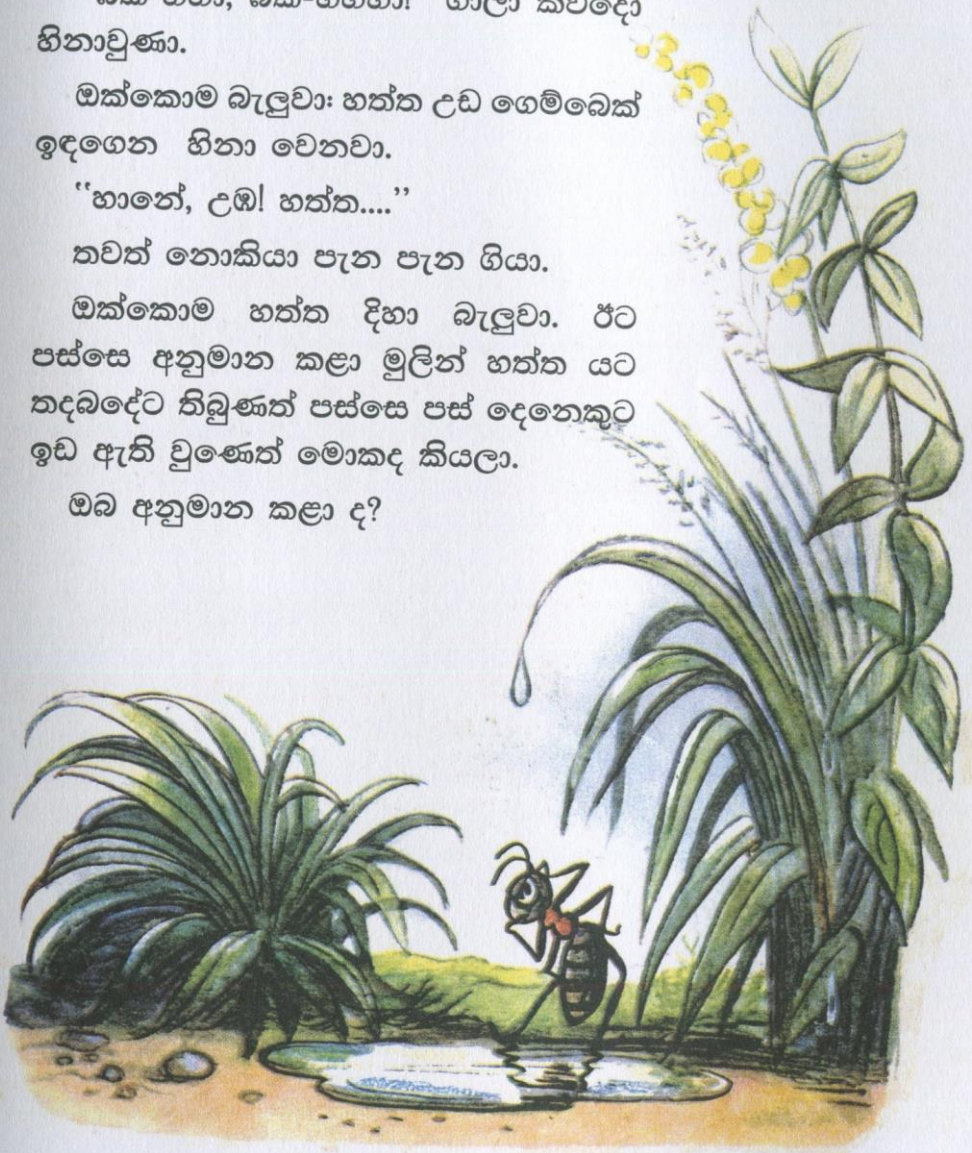 හිනාවුණා.
ඔක්කොම බැලුවා: හත්ත උඩ ගෙම්බෙක්
ඉඳගෙන හිනා වෙනවා.
“හානේ, උඹ! හත්ත....”
තවත් නොකියා පැන පැන ගියා.
ඔක්කොම හත්ත දිහා බැලුවා. ඊට
පස්සෙ අනුමාන කළා මුලින් හත්ත යට
තදබදේට තිබුණත් පස්සෙ පස් දෙනෙකුට
ඉඩ ඇති වුණෙත් මොකද කියලා.
ඔබ අනුමාන කළා ද?